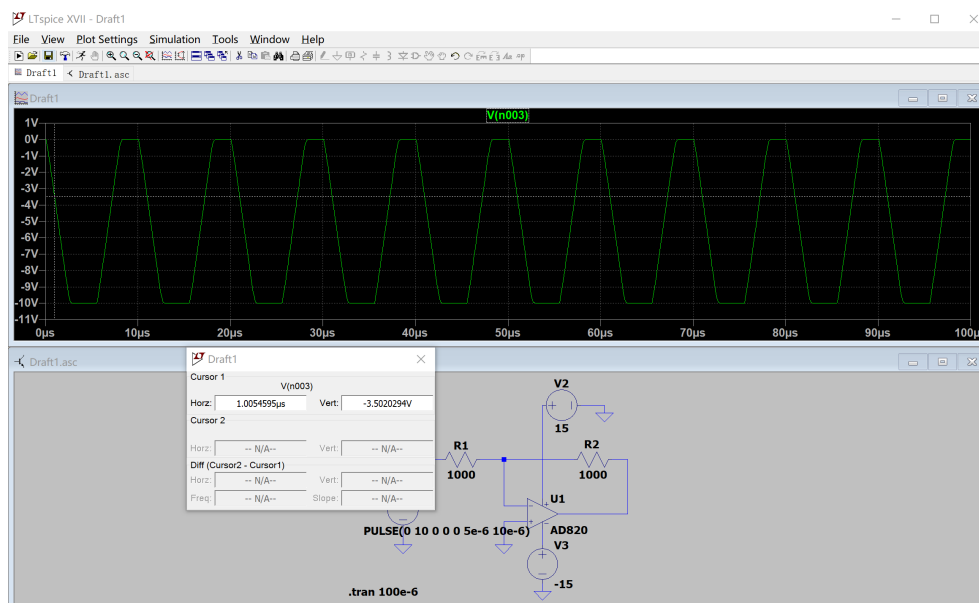 LTspice XVII - Draft1
File View Plot Settings Simulation Tools Window Help
Draft1 Draft1.asc
Draft1
V(n003)
1V
0V
-1V
-2V
-3V
-4V
-5V
-6V
-7V
-8V
-9V
-10V
-11V
0µs 10µs 20µs 30µs 40µs 50µs 60µs 70µs 80µs 90µs 100µ
Draft1.asc
Draft1
Cursor 1
V(n003)
Horz: 1.0054595µs Vert: -3.5020294V
Cursor 2
Horz: -- N/A-- Vert: -- N/A--
Diff (Cursor2 - Cursor1)
Horz: -- N/A-- Vert: -- N/A--
Freq: -- N/A-- Slope: -- N/A--
V2
15
R1
1000
R2
1000
U1
AD820
PULSE(0 10 0 0 0 5e-6 10e-6)
V3
-15
.tran 100e-6